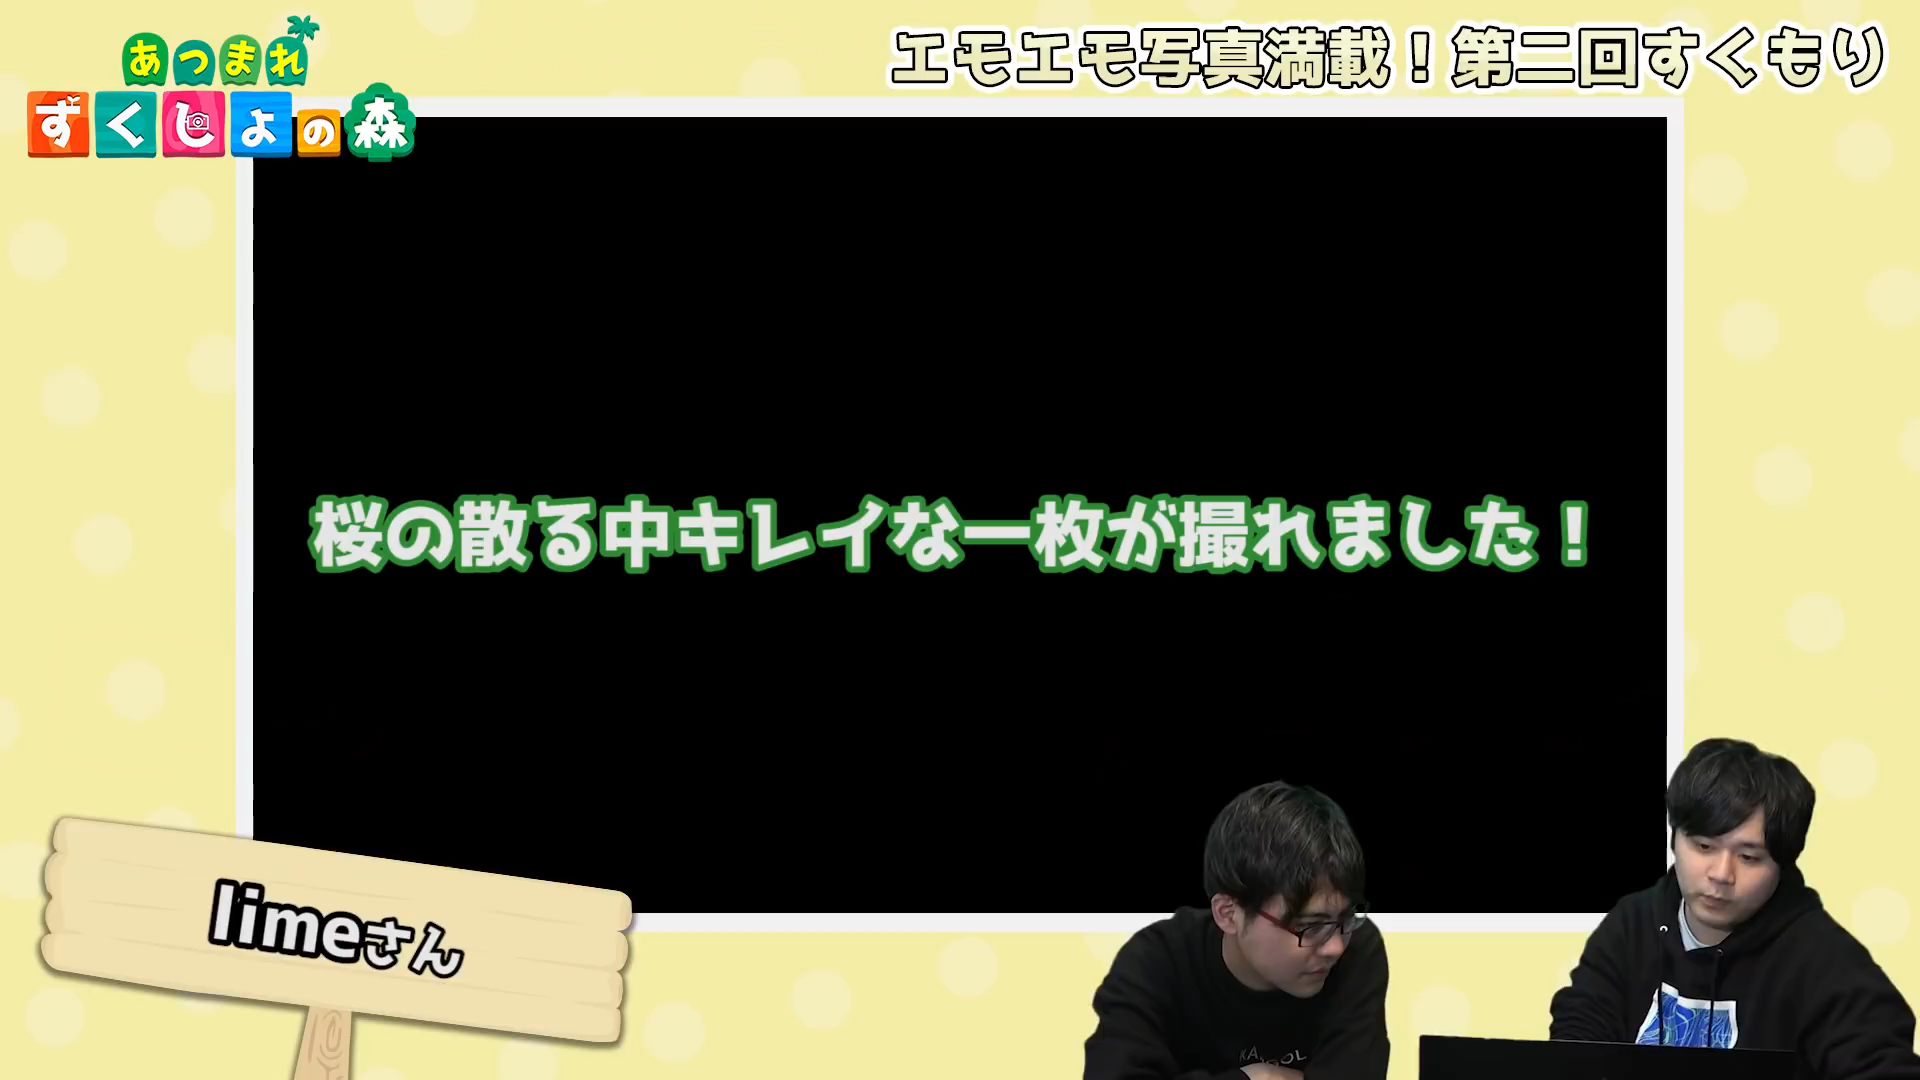 あつまれ
すくしょの森
エモエモ写真満載！第二回すくもり
桜の散る中キレイな一枚が撮れました！
limeさん